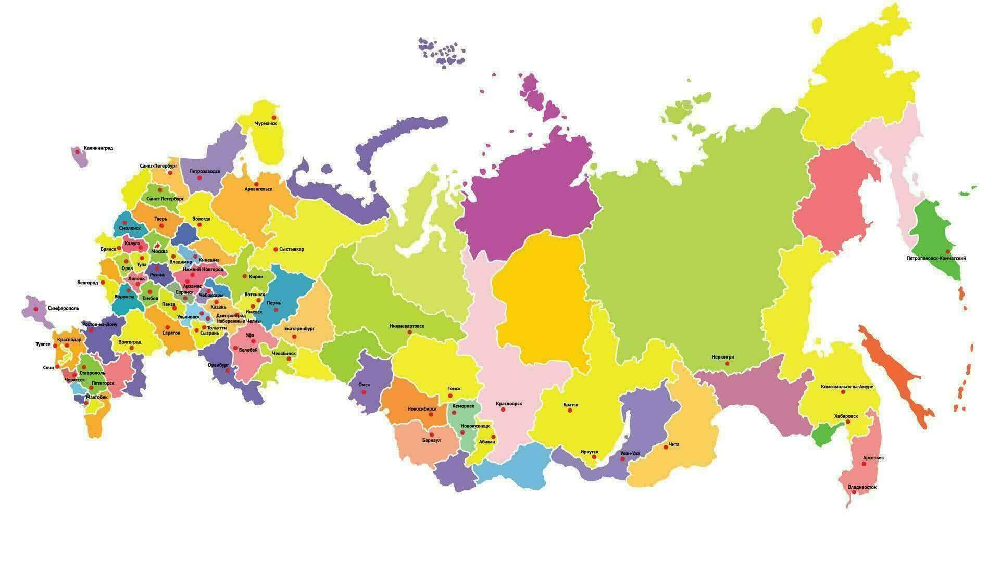 Мурманск
Калининград
Санкт-Петербург
Петрозаводск
Архангельск
Санкт-Петербург
Тверь
Вологда
Смоленск
Калуга
Брянск
Москва
Сыктывкар
Владимир
Кинешма
Тула
Орел
Рязань
Нижний Новгород
Киров
Белгород
Липецк
Арзамас
Саранск
Чебоксары
Воронеж
Тамбов
Пенза
Воткинск
Пермь
Казань
Ижевск
Симферополь
Ульяновск
Дмитровград
Набережные Челны
Ростов-на-Дону
Саратов
Тольятти
Сызрань
Екатеринбург
Нижневартовск
Уфа
Туапсе
Краснодар
Волгоград
Белебей
Челябинск
Сочи
Оренбург
Ставрополь
Черкесск
Пятигорск
Малгобек
Омск
Томск
Новосибирск
Кемерово
Красноярск
Братск
Новокузнецк
Барнаул
Абакан
Иркутск
Улан-Удэ
Чита
Нерюнгри
Комсомольск-на-Амуре
Хабаровск
Арсеньев
Владивосток
Петропвловск-Камчатский